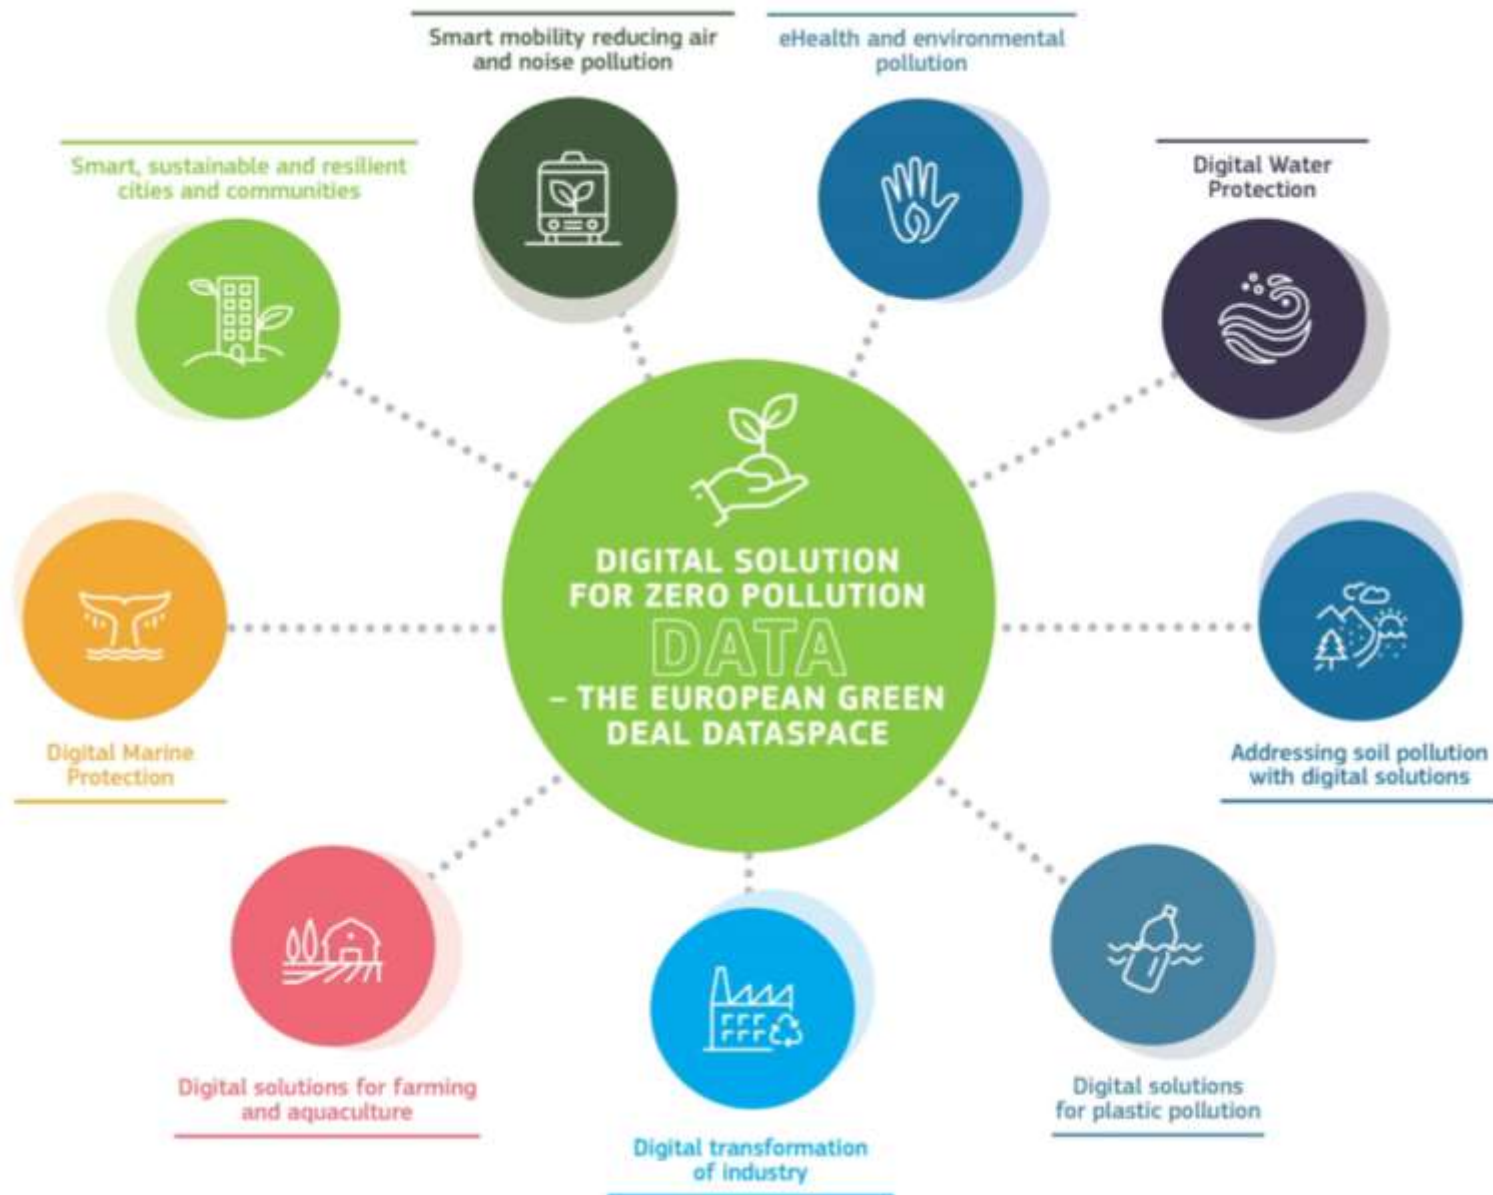 Smart mobility reducing air
and noise pollution
eHealth and environmental
pollution
Smart, sustainable and resilient
cities and communities
Digital Water
Protection
DIGITAL SOLUTION
FOR ZERO POLLUTION
DATA
– THE EUROPEAN GREEN
DEAL DATASPACE
Digital Marine
Protection
Addressing soil pollution
with digital solutions
Digital solutions for farming
and aquaculture
Digital transformation
of industry
Digital solutions
for plastic pollution